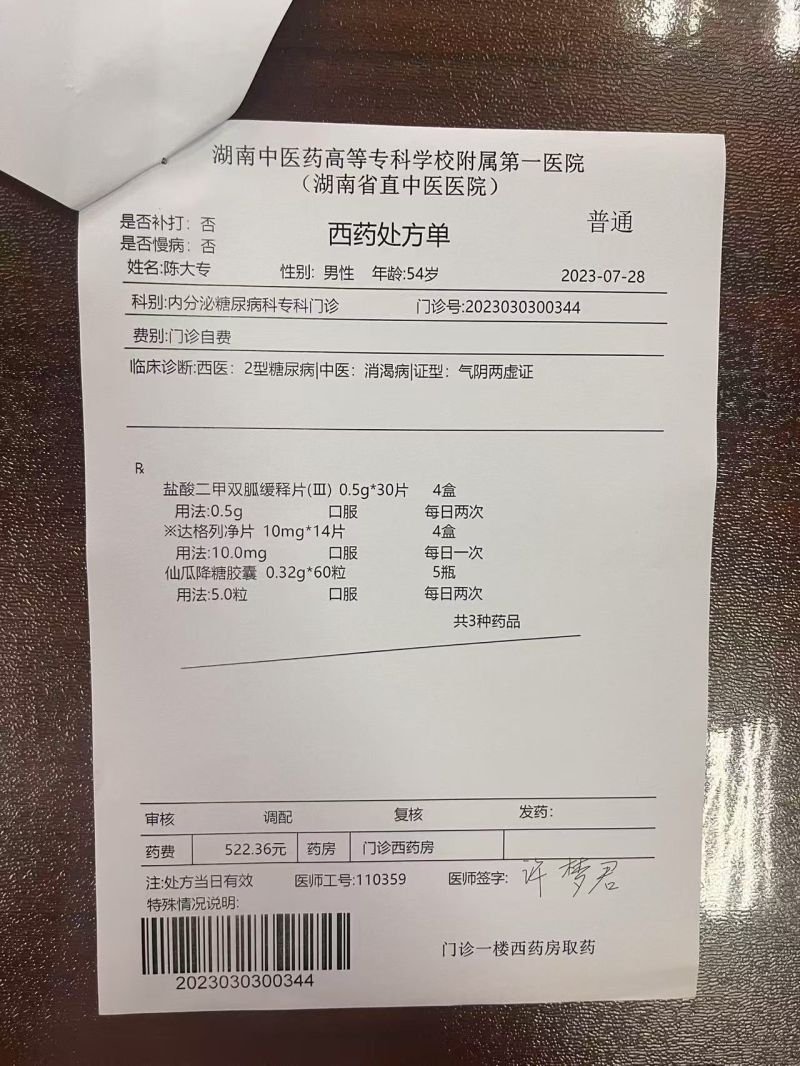 湖南中医药高等专科学校附属第一医院
（湖南省直中医医院）
是否补打：否
是否慢病：否
西药处方单
普通
姓名:陈大专 性别: 男性 年龄:54岁 2023-07-28
科别:内分泌糖尿病科专科门诊 门诊号:2023030300344
费别:门诊自费
临床诊断:西医：2型糖尿病|中医：消渴病|证型：气阴两虚证
℞
盐酸二甲双胍缓释片(Ⅲ) 0.5g*30片 4盒
用法:0.5g 口服 每日两次
※达格列净片 10mg*14片 4盒
用法:10.0mg 口服 每日一次
仙瓜降糖胶囊 0.32g*60粒 5瓶
用法:5.0粒 口服 每日两次
共3种药品
审核 调配 复核 发药:
药费 522.36元 药房 门诊西药房
注:处方当日有效 医师工号:110359 医师签字: 许梦君
特殊情况说明:
2023030300344
门诊一楼西药房取药